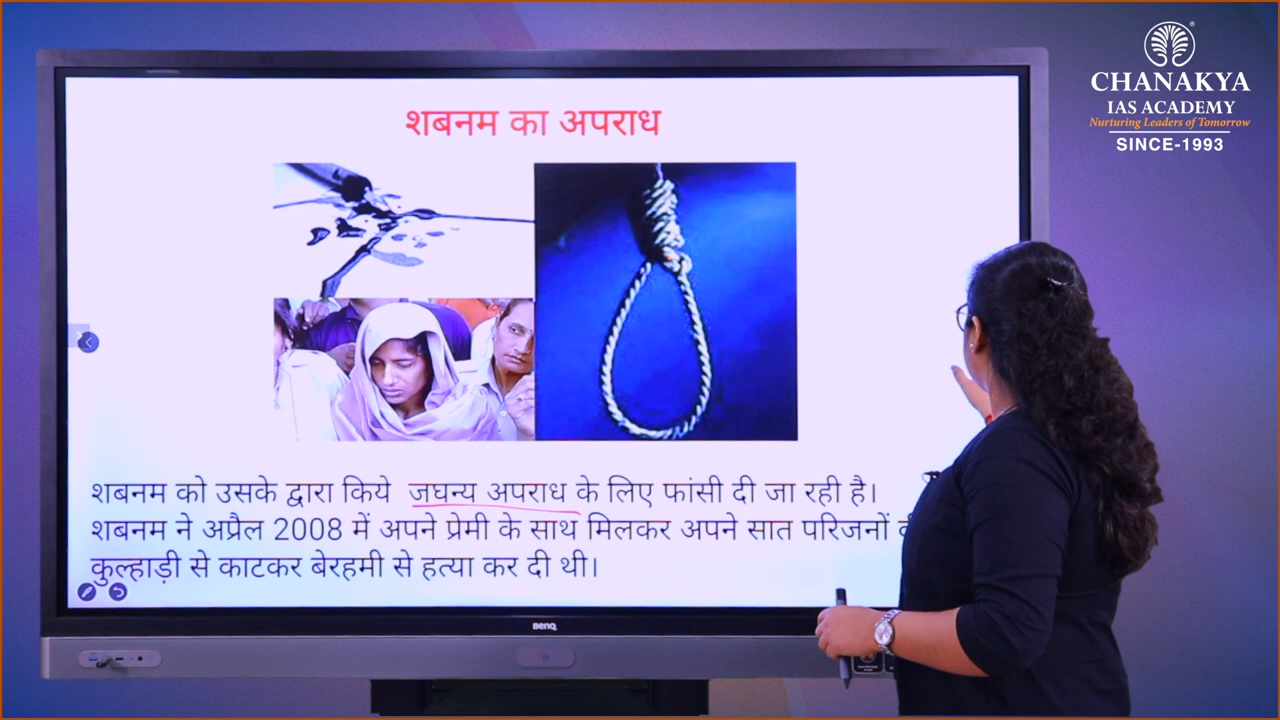 CHANAKYA
IAS ACADEMY
Nurturing Leaders of Tomorrow
SINCE-1993
शबनम का अपराध
शबनम को उसके द्वारा किये जघन्य अपराध के लिए फांसी दी जा रही है।
शबनम ने अप्रैल 2008 में अपने प्रेमी के साथ मिलकर अपने सात परिजनों
कुल्हाड़ी से काटकर बेरहमी से हत्या कर दी थी।
BenQ